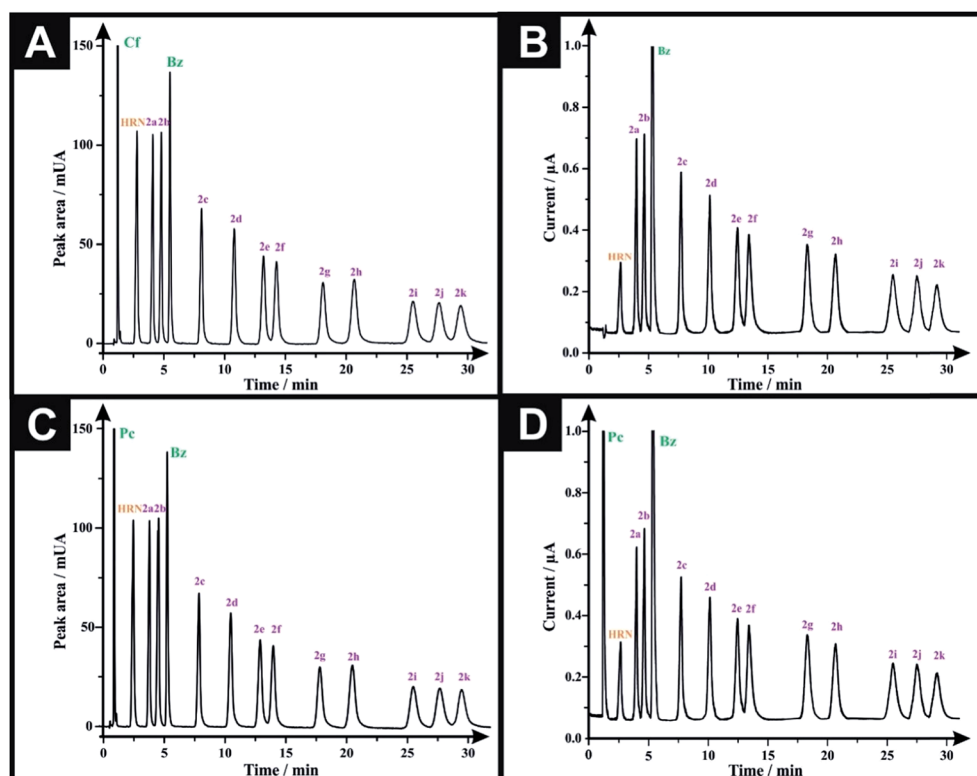 A
150
100
50
0
Peak area / mUA
Cf
HRN
2a
2b
Bz
2c
2d
2e
2f
2g
2h
2i
2j
2k
0
5
10
15
20
25
30
Time / min
B
1.0
0.8
0.6
0.4
0.2
0.0
Current / µA
HRN
2a
2b
Bz
2c
2d
2e
2f
2g
2h
2i
2j
2k
0
5
10
15
20
25
30
Time / min
C
150
100
50
0
Peak area / mUA
Pc
HRN
2a
2b
Bz
2c
2d
2e
2f
2g
2h
2i
2j
2k
0
5
10
15
20
25
30
Time / min
D
1.0
0.8
0.6
0.4
0.2
0.0
Current / µA
Pc
HRN
2a
2b
Bz
2c
2d
2e
2f
2g
2h
2i
2j
2k
0
5
10
15
20
25
30
Time / min